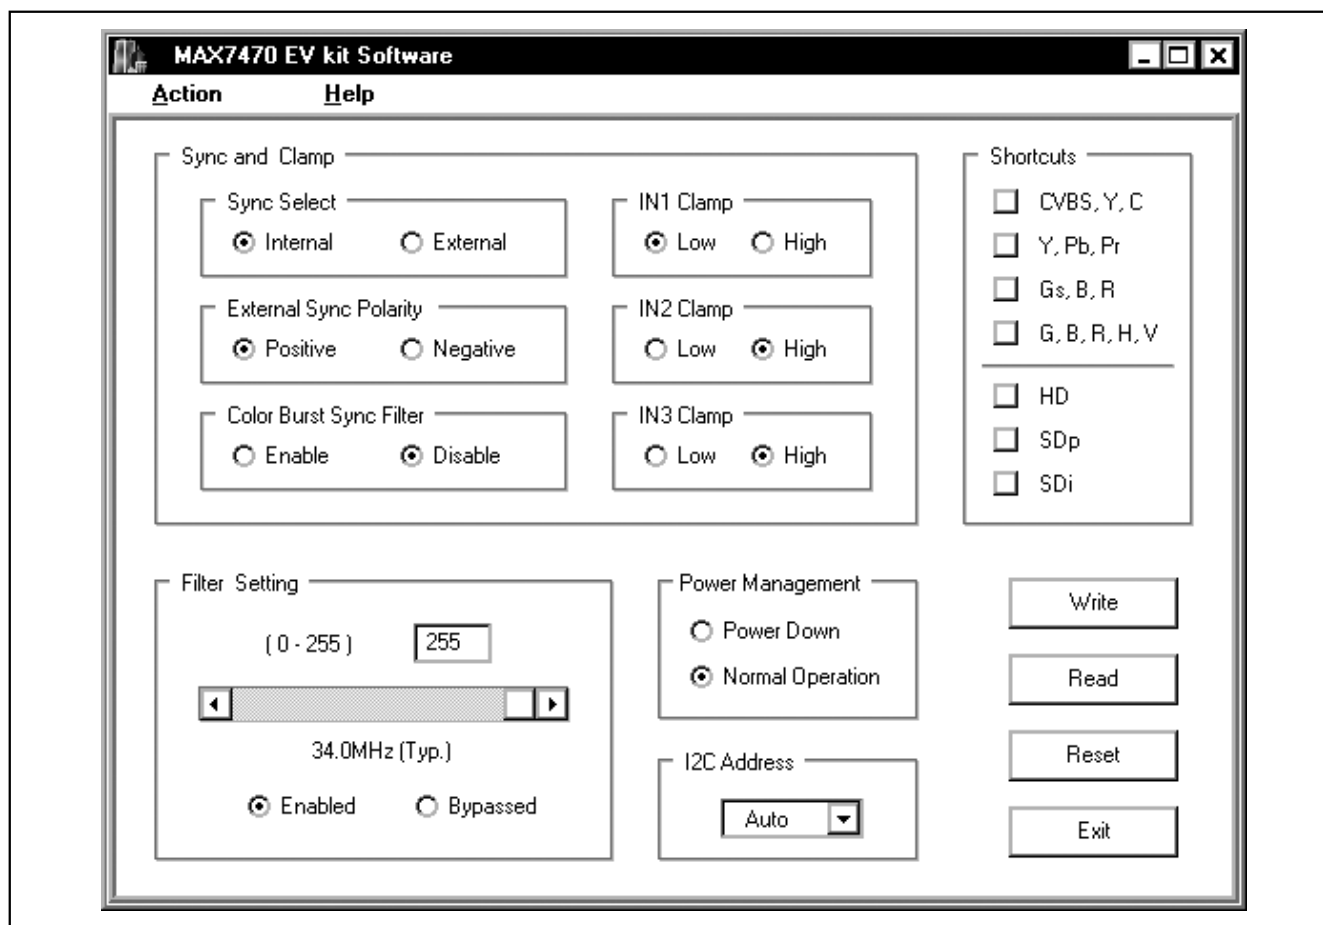 MAX7470 EV kit Software
Action Help
Sync and Clamp
Sync Select
Internal External
External Sync Polarity
Positive Negative
Color Burst Sync Filter
Enable Disable
IN1 Clamp
Low High
IN2 Clamp
Low High
IN3 Clamp
Low High
Shortcuts
CVBS, Y, C
Y, Pb, Pr
Gs, B, R
G, B, R, H, V
HD
SDp
SDi
Filter Setting
( 0 - 255 ) 255
34.0MHz (Typ.)
Enabled Bypassed
Power Management
Power Down
Normal Operation
I2C Address
Auto
Write
Read
Reset
Exit